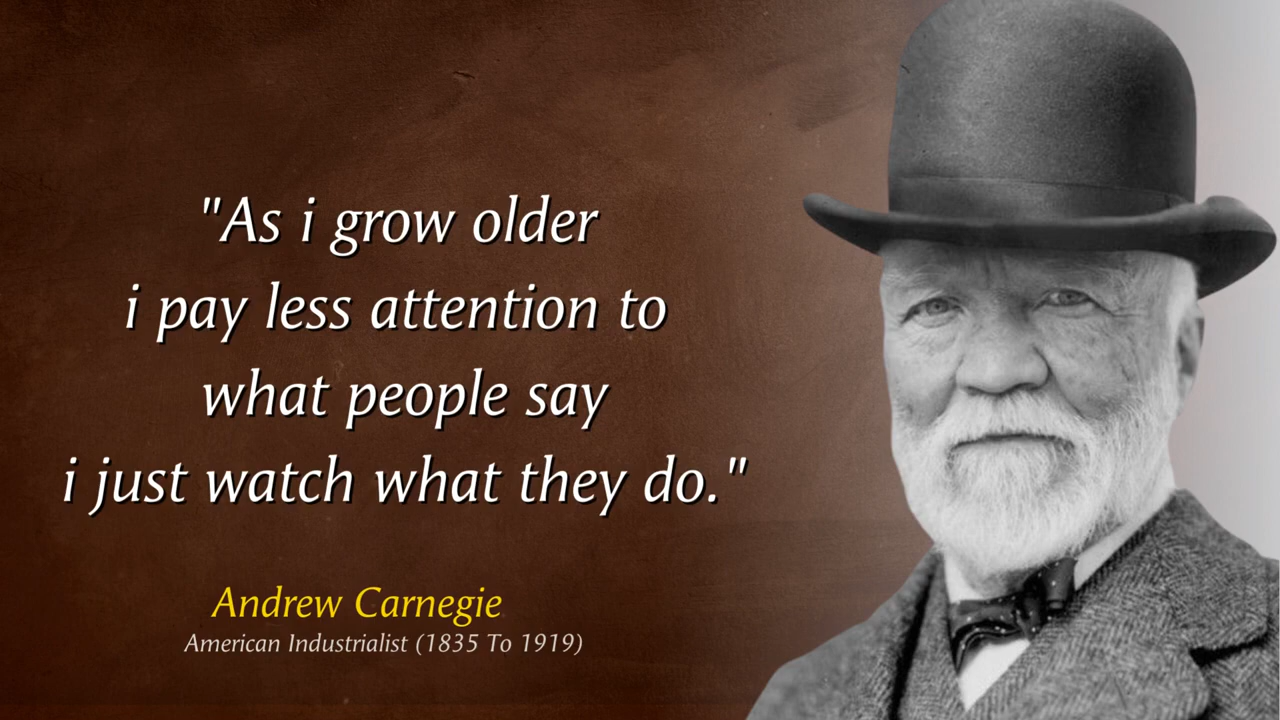 "As i grow older
i pay less attention to
what people say
i just watch what they do."
Andrew Carnegie
American Industrialist (1835 To 1919)